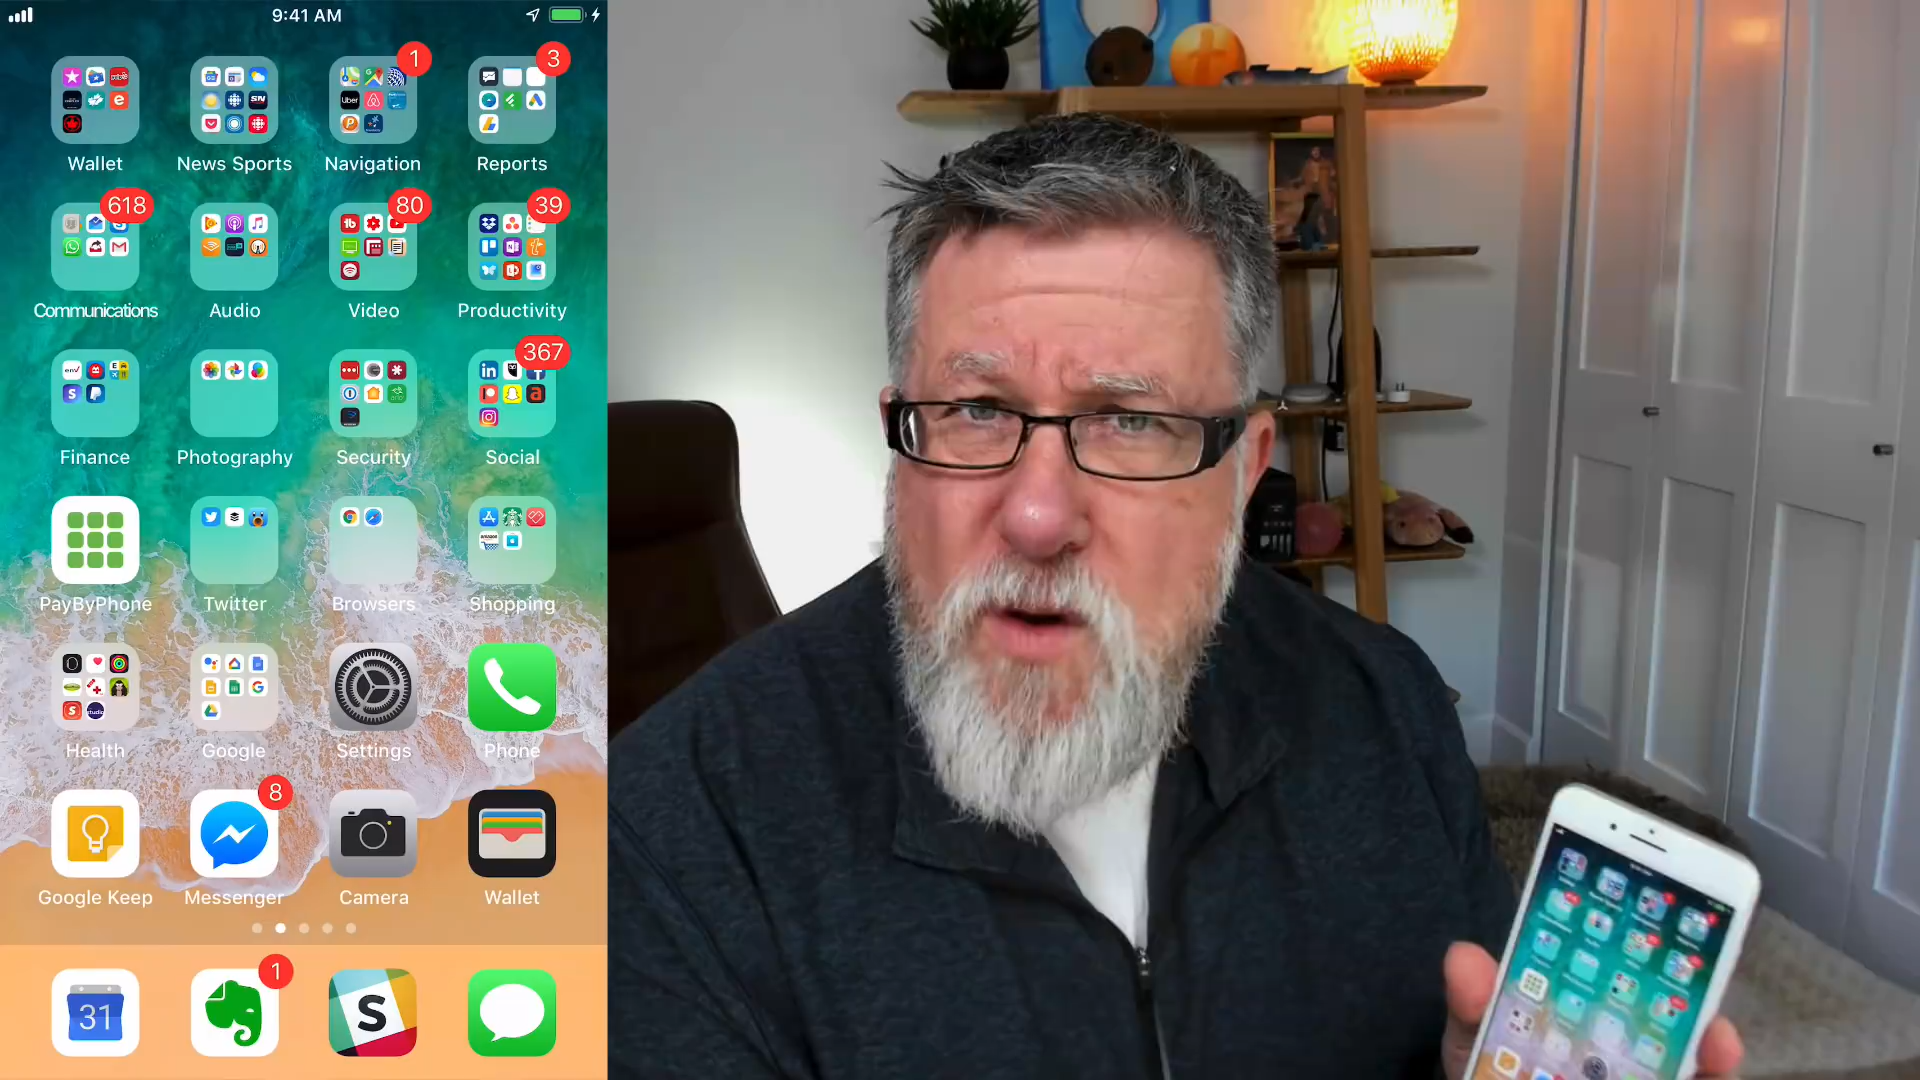 9:41 AM
1
3
Wallet
News Sports
Navigation
Reports
618
80
39
Communications
Audio
Video
Productivity
367
Finance
Photography
Security
Social
PayByPhone
Twitter
Browsers
Shopping
Health
Google
Settings
Phone
8
Google Keep
Messenger
Camera
Wallet
1
31
S